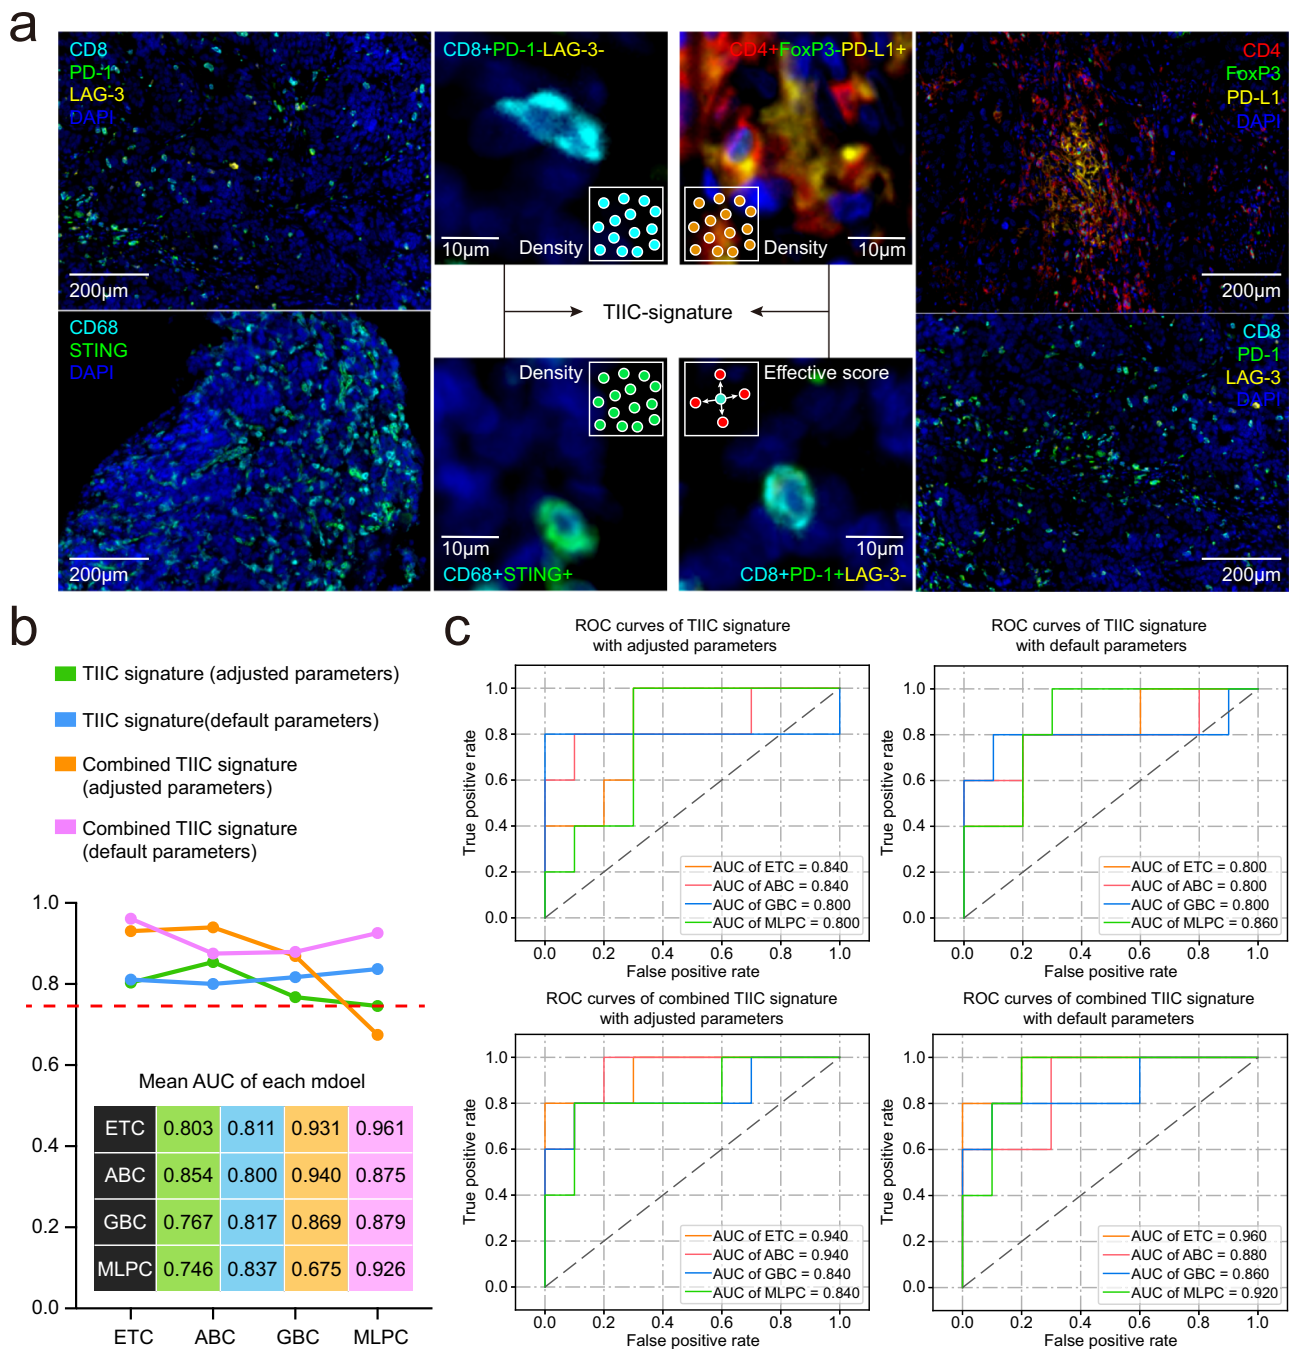 a
CD8
PD-1
LAG-3
DAPI
200µm
CD8+PD-1-LAG-3-
10µm
Density
CD4+FoxP3-PD-L1+
Density
10µm
CD4
FoxP3
PD-L1
DAPI
200µm
TIIC-signature
CD68
STING
DAPI
200µm
Density
10µm
CD68+STING+
Effective score
10µm
CD8+PD-1+LAG-3-
CD8
PD-1
LAG-3
DAPI
200µm
b
TIIC signature (adjusted parameters)
TIIC signature(default parameters)
Combined TIIC signature
(adjusted parameters)
Combined TIIC signature
(default parameters)
1.0
0.8
0.6
0.4
0.2
0.0
Mean AUC of each mdoel
ETC 0.803 0.811 0.931 0.961
ABC 0.854 0.800 0.940 0.875
GBC 0.767 0.817 0.869 0.879
MLPC 0.746 0.837 0.675 0.926
ETC ABC GBC MLPC
c
ROC curves of TIIC signature
with adjusted parameters
True positive rate
1.0
0.8
0.6
0.4
0.2
0.0
AUC of ETC = 0.840
AUC of ABC = 0.840
AUC of GBC = 0.800
AUC of MLPC = 0.800
0.0 0.2 0.4 0.6 0.8 1.0
False positive rate
ROC curves of TIIC signature
with default parameters
True positive rate
1.0
0.8
0.6
0.4
0.2
0.0
AUC of ETC = 0.800
AUC of ABC = 0.800
AUC of GBC = 0.800
AUC of MLPC = 0.860
0.0 0.2 0.4 0.6 0.8 1.0
False positive rate
ROC curves of combined TIIC signature
with adjusted parameters
True positive rate
1.0
0.8
0.6
0.4
0.2
0.0
AUC of ETC = 0.940
AUC of ABC = 0.940
AUC of GBC = 0.840
AUC of MLPC = 0.840
0.0 0.2 0.4 0.6 0.8 1.0
False positive rate
ROC curves of combined TIIC signature
with default parameters
True positive rate
1.0
0.8
0.6
0.4
0.2
0.0
AUC of ETC = 0.960
AUC of ABC = 0.880
AUC of GBC = 0.860
AUC of MLPC = 0.920
0.0 0.2 0.4 0.6 0.8 1.0
False positive rate